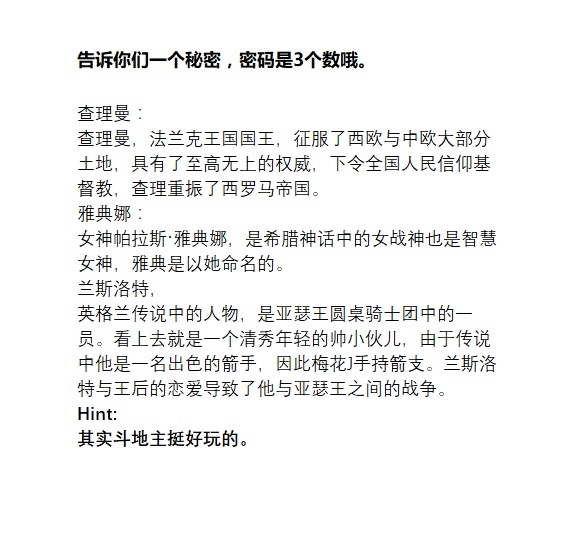 告诉你们一个秘密，密码是3个数哦。
查理曼：
查理曼，法兰克王国国王，征服了西欧与中欧大部分
土地，具有了至高无上的权威，下令全国人民信仰基
督教，查理重振了西罗马帝国。
雅典娜：
女神帕拉斯·雅典娜，是希腊神话中的女战神也是智慧
女神，雅典是以她命名的。
兰斯洛特，
英格兰传说中的人物，是亚瑟王圆桌骑士团中的一
员。看上去就是一个清秀年轻的帅小伙儿，由于传说
中他是一名出色的箭手，因此梅花J手持箭支。兰斯洛
特与王后的恋爱导致了他与亚瑟王之间的战争。
Hint:
其实斗地主挺好玩的。